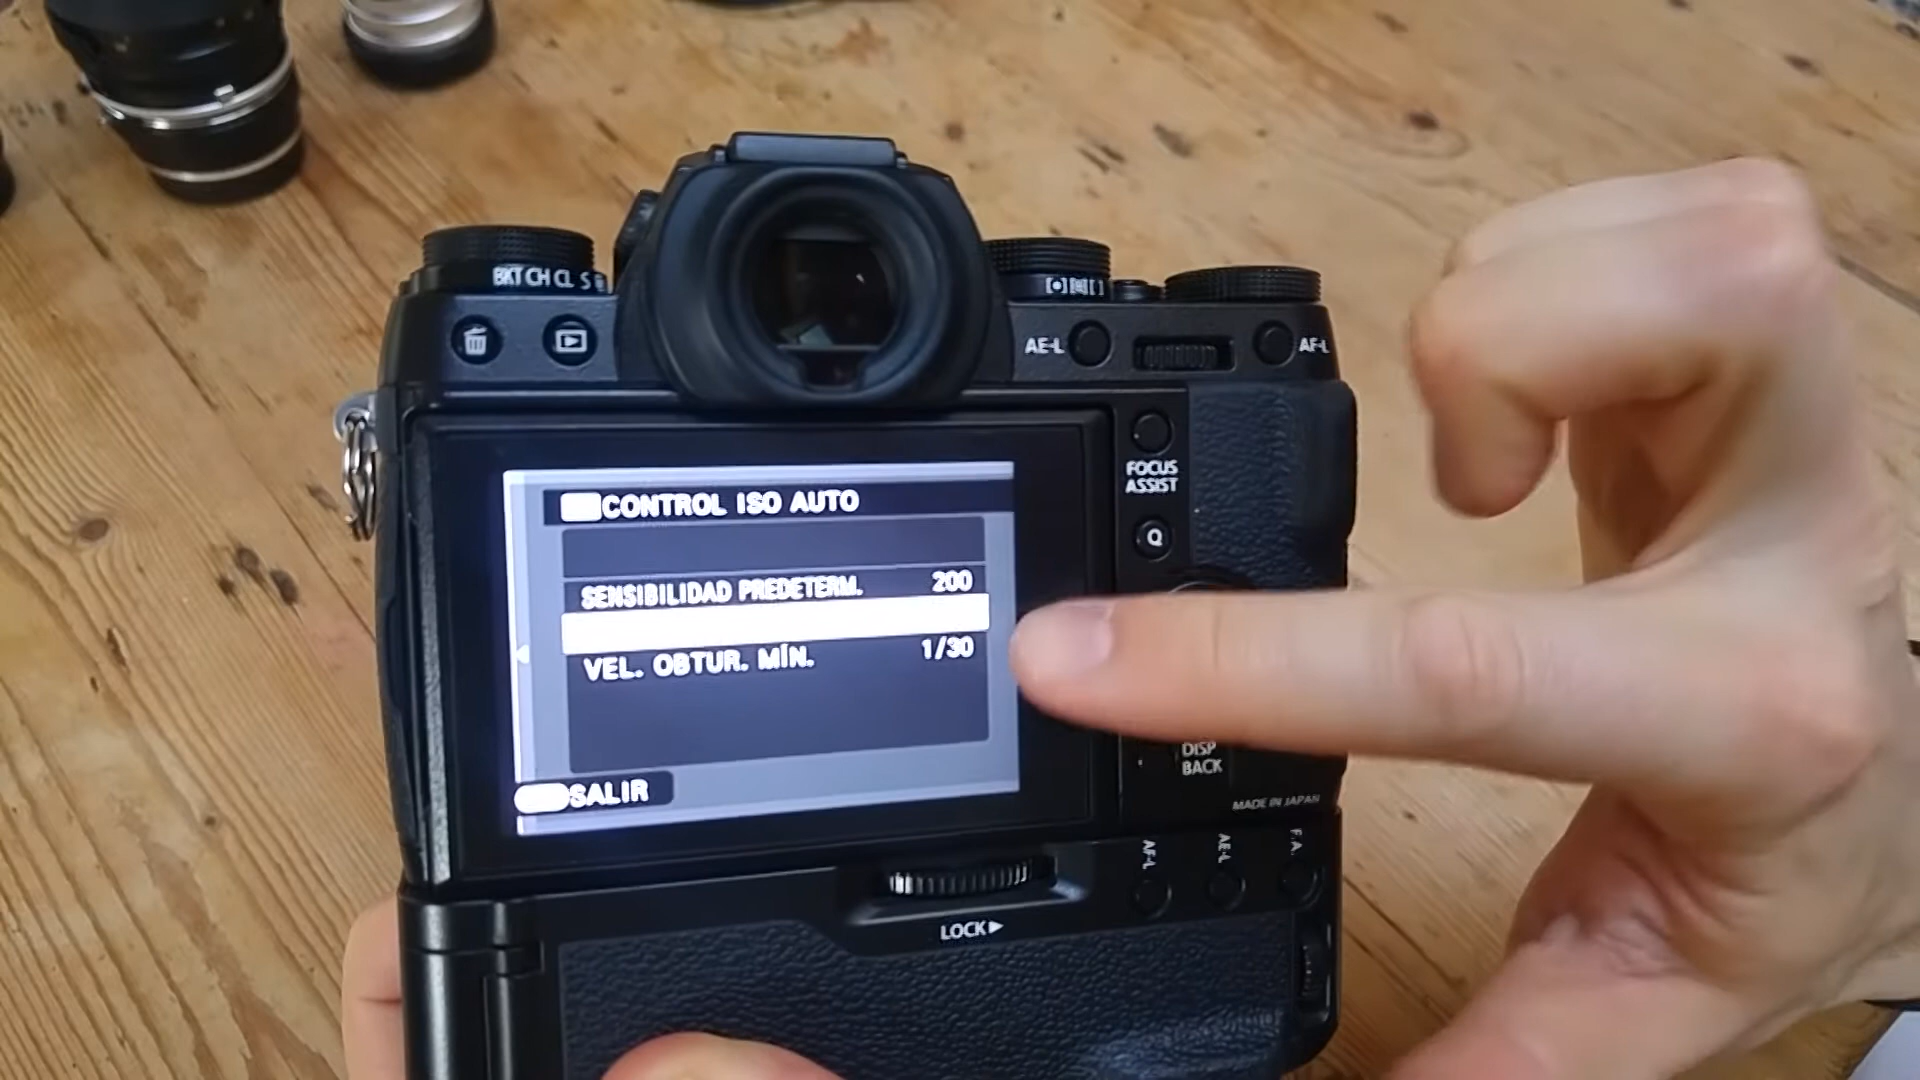 BKT CH CL S
AE-L
AF-L
FOCUS
ASSIST
Q
CONTROL ISO AUTO
SENSIBILIDAD PREDETERM. 200
VEL. OBTUR. MÍN. 1/30
SALIR
DISP
BACK
MADE IN JAPAN
AF-L
AE-L
F.A.
LOCK